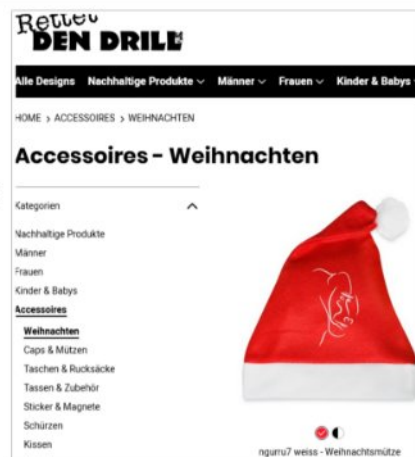 Rettet
DEN DRILL
Alle Designs Nachhaltige Produkte Männer Frauen Kinder & Babys
HOME > ACCESSOIRES > WEIHNACHTEN
Accessoires - Weihnachten
Kategorien
Nachhaltige Produkte
Männer
Frauen
Kinder & Babys
Accessoires
Weihnachten
Caps & Mützen
Taschen & Rucksäcke
Tassen & Zubehör
Sticker & Magnete
Schürzen
Kissen
ngurru7 weiss - Weihnachtsmütze